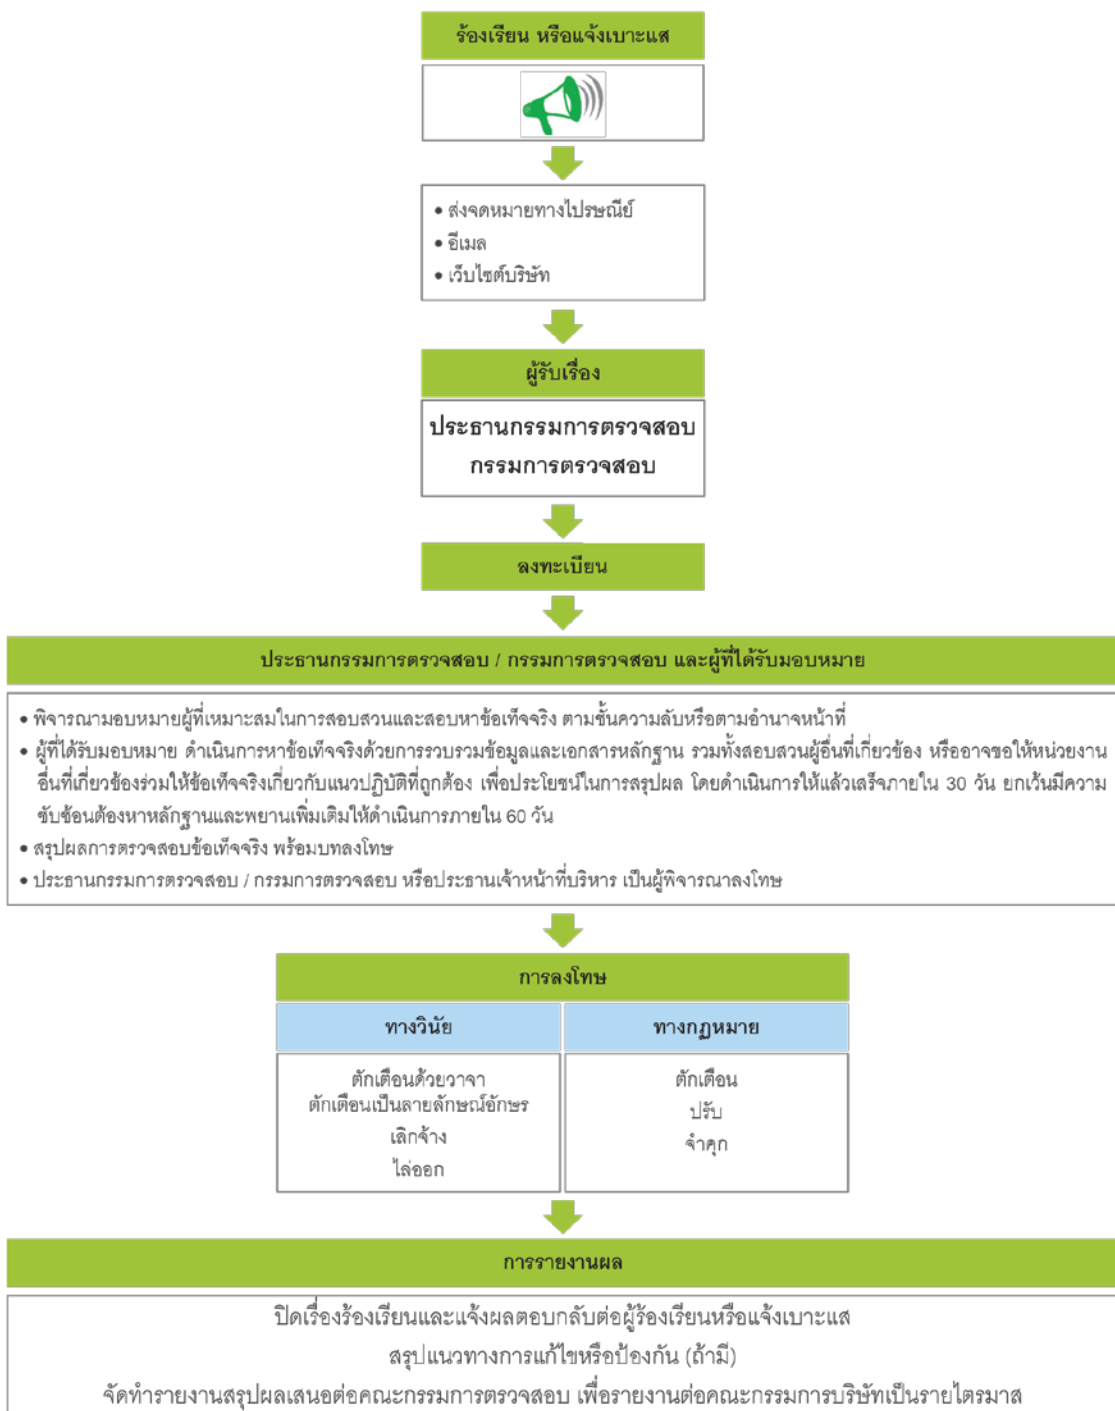 ร้องเรียน หรือแจ้งเบาะแส
• ส่งจดหมายทางไปรษณีย์
• อีเมล
• เว็บไซต์บริษัท
ผู้รับเรื่อง
ประธานกรรมการตรวจสอบ
กรรมการตรวจสอบ
ลงทะเบียน
ประธานกรรมการตรวจสอบ / กรรมการตรวจสอบ และผู้ที่ได้รับมอบหมาย
• พิจารณามอบหมายผู้ที่เหมาะสมในการสอบสวนและสอบหาข้อเท็จจริง ตามชั้นความลับหรือตามอำนาจหน้าที่
• ผู้ที่ได้รับมอบหมาย ดำเนินการหาข้อเท็จจริงด้วยการรวบรวมข้อมูลและเอกสารหลักฐาน รวมทั้งสอบสวนผู้อื่นที่เกี่ยวข้อง หรืออาจขอให้หน่วยงาน
อื่นที่เกี่ยวข้องร่วมให้ข้อเท็จจริงเกี่ยวกับแนวปฏิบัติที่ถูกต้อง เพื่อประโยชน์ในการสรุปผล โดยดำเนินการให้แล้วเสร็จภายใน 30 วัน ยกเว้นมีความ
ซับซ้อนต้องหาหลักฐานและพยานเพิ่มเติมให้ดำเนินการภายใน 60 วัน
• สรุปผลการตรวจสอบข้อเท็จจริง พร้อมบทลงโทษ
• ประธานกรรมการตรวจสอบ / กรรมการตรวจสอบ หรือประธานเจ้าหน้าที่บริหาร เป็นผู้พิจารณาลงโทษ
การลงโทษ
ทางวินัย
ตักเตือนด้วยวาจา
ตักเตือนเป็นลายลักษณ์อักษร
เลิกจ้าง
ไล่ออก
ทางกฎหมาย
ตักเตือน
ปรับ
จำคุก
การรายงานผล
ปิดเรื่องร้องเรียนและแจ้งผลตอบกลับต่อผู้ร้องเรียนหรือแจ้งเบาะแส
สรุปแนวทางการแก้ไขหรือป้องกัน (ถ้ามี)
จัดทำรายงานสรุปผลเสนอต่อคณะกรรมการตรวจสอบ เพื่อรายงานต่อคณะกรรมการบริษัทเป็นรายไตรมาส